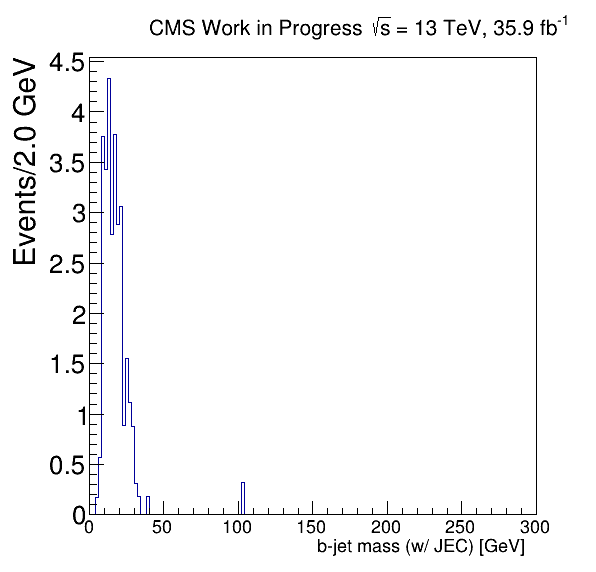 CMS Work in Progress √s = 13 TeV, 35.9 fb⁻¹
Events/2.0 GeV
4.5
4
3.5
3
2.5
2
1.5
1
0.5
0
0 50 100 150 200 250 300
b-jet mass (w/ JEC) [GeV]